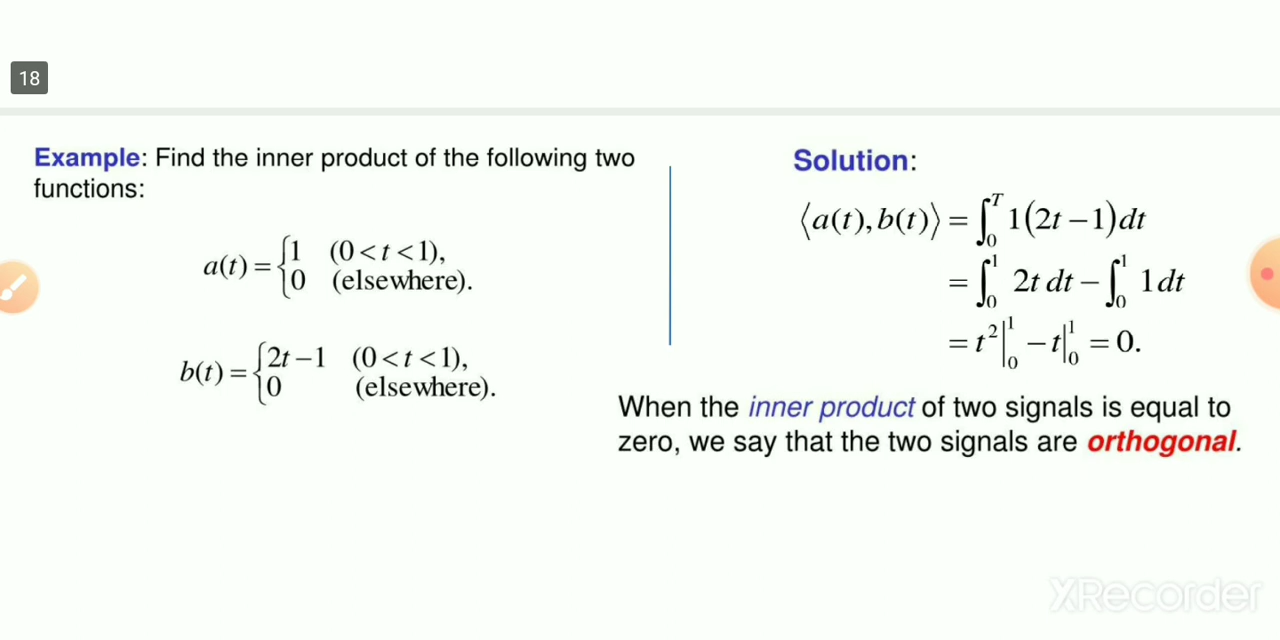 18
Example: Find the inner product of the following two
functions:
a(t) = {1 (0 < t < 1),
{0 (elsewhere).
b(t) = {2t − 1 (0 < t < 1),
{0 (elsewhere).
Solution:
⟨a(t), b(t)⟩ = ∫₀ᵀ 1(2t − 1) dt
= ∫₀¹ 2t dt − ∫₀¹ 1 dt
= t²|₀¹ − t|₀¹ = 0.
When the inner product of two signals is equal to
zero, we say that the two signals are orthogonal.
XRecorder